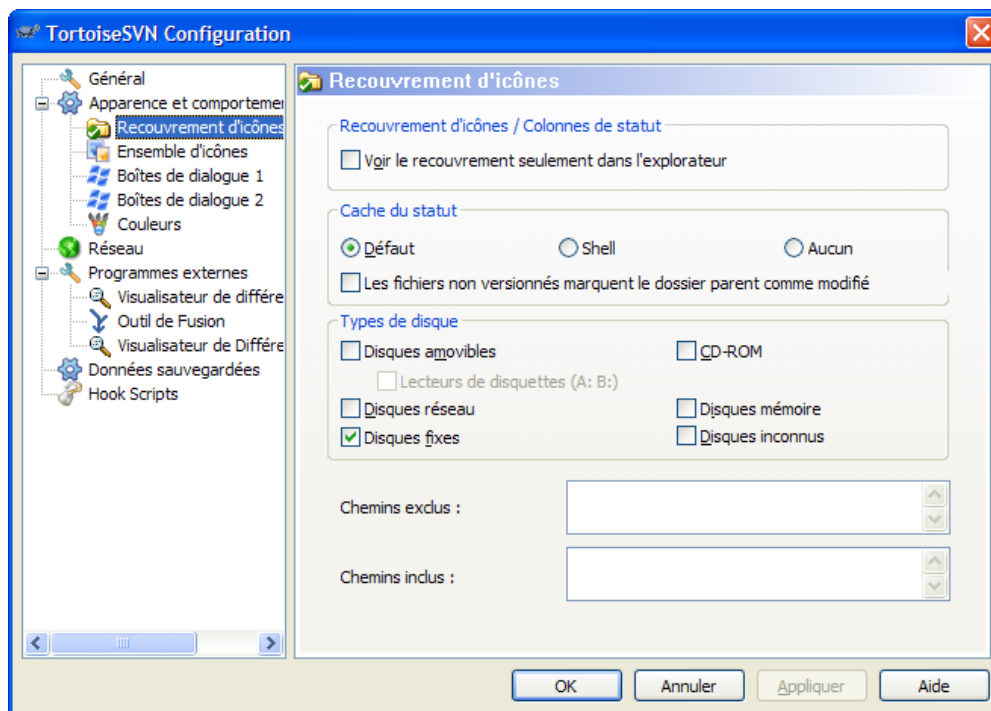 TortoiseSVN Configuration
Général
Apparence et comporteme
Recouvrement d'icônes
Ensemble d'icônes
Boîtes de dialogue 1
Boîtes de dialogue 2
Couleurs
Réseau
Programmes externes
Visualisateur de différe
Outil de Fusion
Visualisateur de Différe
Données sauvegardées
Hook Scripts
Recouvrement d'icônes
Recouvrement d'icônes / Colonnes de statut
Voir le recouvrement seulement dans l'explorateur
Cache du statut
Défaut Shell Aucun
Les fichiers non versionnés marquent le dossier parent comme modifié
Types de disque
Disques amovibles CD-ROM
Lecteurs de disquettes (A: B:)
Disques réseau Disques mémoire
Disques fixes Disques inconnus
Chemins exclus :
Chemins inclus :
OK Annuler Appliquer Aide